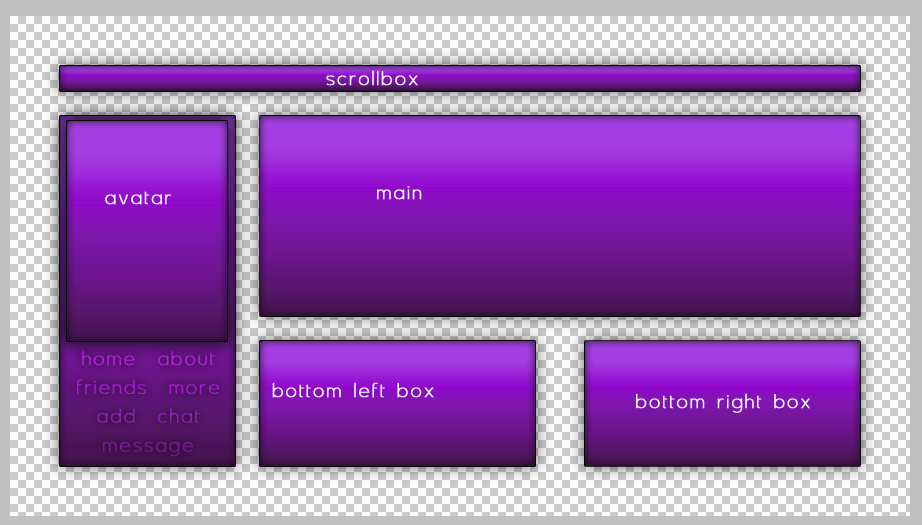 scrollbox
avatar
main
home about
friends more
add chat
message
bottom left box
bottom right box